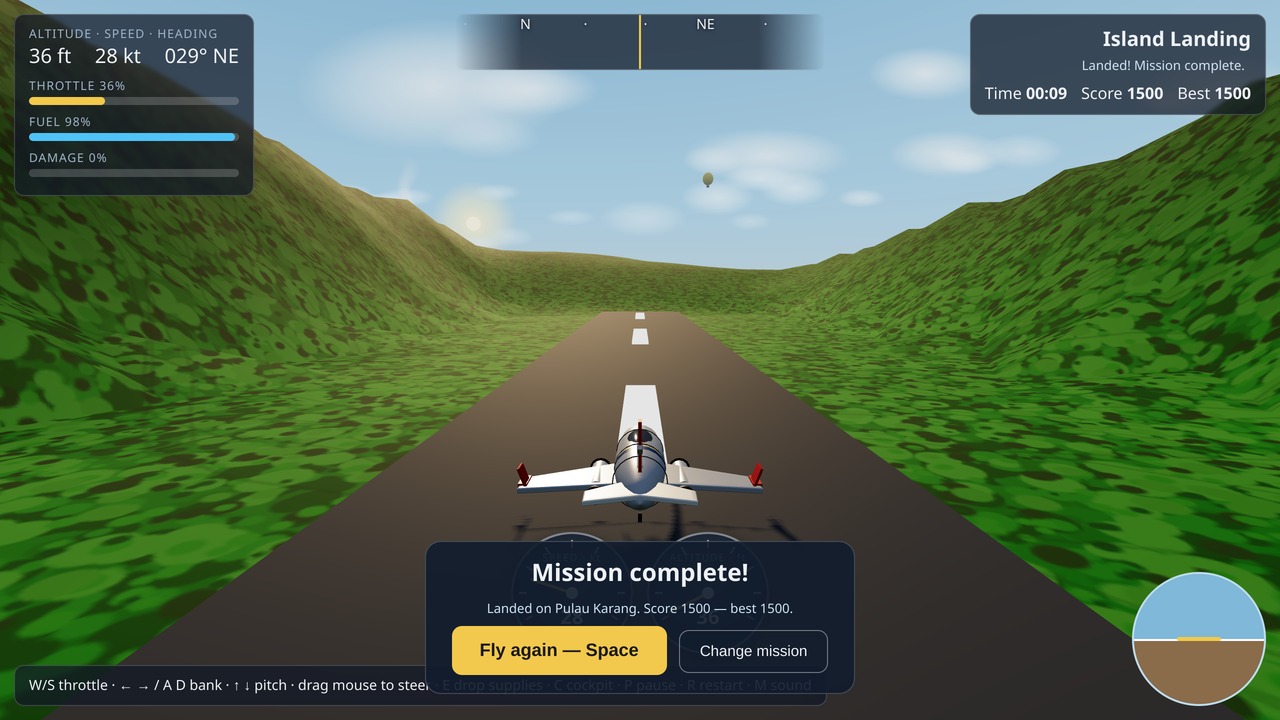 ALTITUDE · SPEED · HEADING
36 ft 28 kt 029° NE
THROTTLE 36%
FUEL 98%
DAMAGE 0%
N · · NE ·
Island Landing
Landed! Mission complete.
Time 00:09 Score 1500 Best 1500
Mission complete!
Landed on Pulau Karang. Score 1500 — best 1500.
28 36
Fly again — Space
Change mission
W/S throttle · ← → / A D bank · ↑ ↓ pitch · drag mouse to steer · E drop supplies · C cockpit · P pause · R restart · M sound